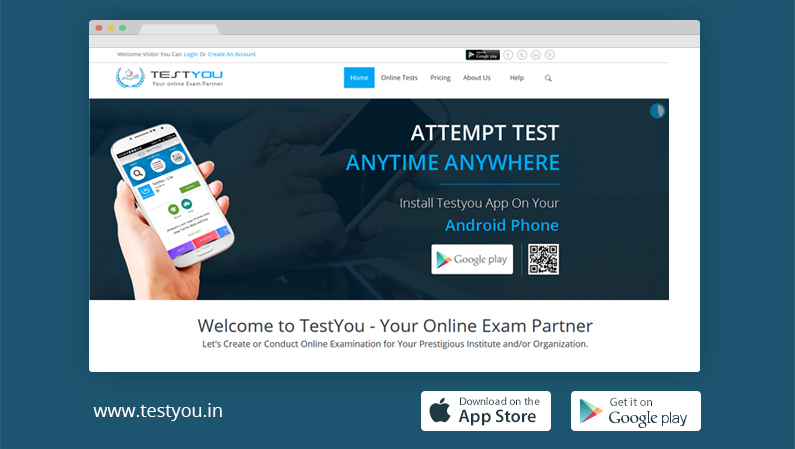 Welcome Visitor You Can Login Or Create An Account
Google play
TESTYOU
Your online Exam Partner
Home Online Tests Pricing About Us Help
ATTEMPT TEST
ANYTIME ANYWHERE
Install Testyou App On Your
Android Phone
Google play
Welcome to TestYou - Your Online Exam Partner
Let's Create or Conduct Online Examination for Your Prestigious Institute and/or Organization.
www.testyou.in
Download on the
App Store
Get it on
Google play